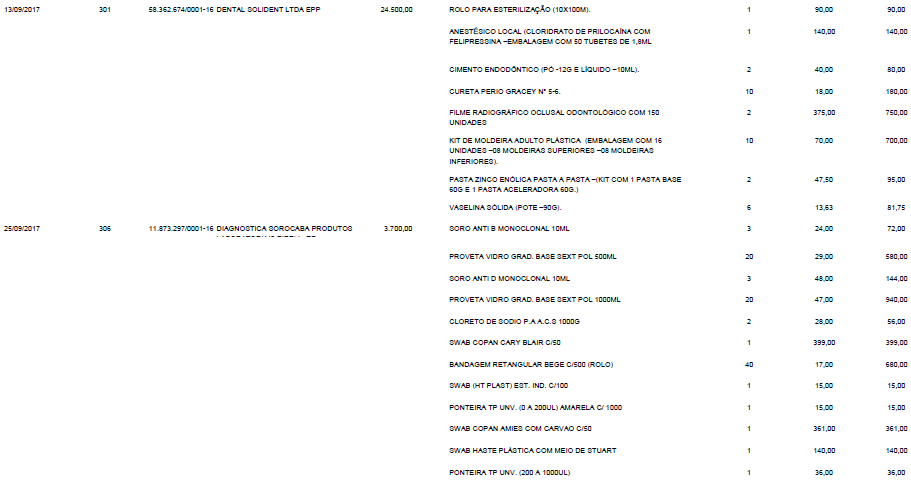 13/09/2017 301 58.362.674/0001-16 DENTAL SOLIDENT LTDA EPP 24.500,00 ROLO PARA ESTERILIZAÇÃO (10X100M). 1 90,00 90,00
ANESTÉSICO LOCAL (CLORIDRATO DE PRILOCAÍNA COM 1 140,00 140,00
FELIPRESSINA –EMBALAGEM COM 50 TUBETES DE 1,8ML
CIMENTO ENDODÔNTICO (PÓ -12G E LÍQUIDO –10ML). 2 40,00 80,00
CURETA PERIO GRACEY Nº 5-6. 10 18,00 180,00
FILME RADIOGRÁFICO OCLUSAL ODONTOLÓGICO COM 150 2 375,00 750,00
UNIDADES
KIT DE MOLDEIRA ADULTO PLÁSTICA (EMBALAGEM COM 16 10 70,00 700,00
UNIDADES –08 MOLDEIRAS SUPERIORES –08 MOLDEIRAS
INFERIORES).
PASTA ZINCO ENÓLICA PASTA A PASTA –(KIT COM 1 PASTA BASE 2 47,50 95,00
60G E 1 PASTA ACELERADORA 60G.)
VASELINA SÓLIDA (POTE –90G). 6 13,63 81,75
25/09/2017 306 11.873.297/0001-16 DIAGNOSTICA SOROCABA PRODUTOS 3.700,00 SORO ANTI B MONOCLONAL 10ML 3 24,00 72,00
PROVETA VIDRO GRAD. BASE SEXT POL 500ML 20 29,00 580,00
SORO ANTI D MONOCLONAL 10ML 3 48,00 144,00
PROVETA VIDRO GRAD. BASE SEXT POL 1000ML 20 47,00 940,00
CLORETO DE SODIO P.A A.C.S 1000G 2 28,00 56,00
SWAB COPAN CARY BLAIR C/50 1 399,00 399,00
BANDAGEM RETANGULAR BEGE C/500 (ROLO) 40 17,00 680,00
SWAB (HT PLAST) EST. IND. C/100 1 15,00 15,00
PONTEIRA TP UNV. (0 A 200UL) AMARELA C/ 1000 1 15,00 15,00
SWAB COPAN AMIES COM CARVAO C/50 1 361,00 361,00
SWAB HASTE PLÁSTICA COM MEIO DE STUART 1 140,00 140,00
PONTEIRA TP UNV. (200 A 1000UL) 1 36,00 36,00